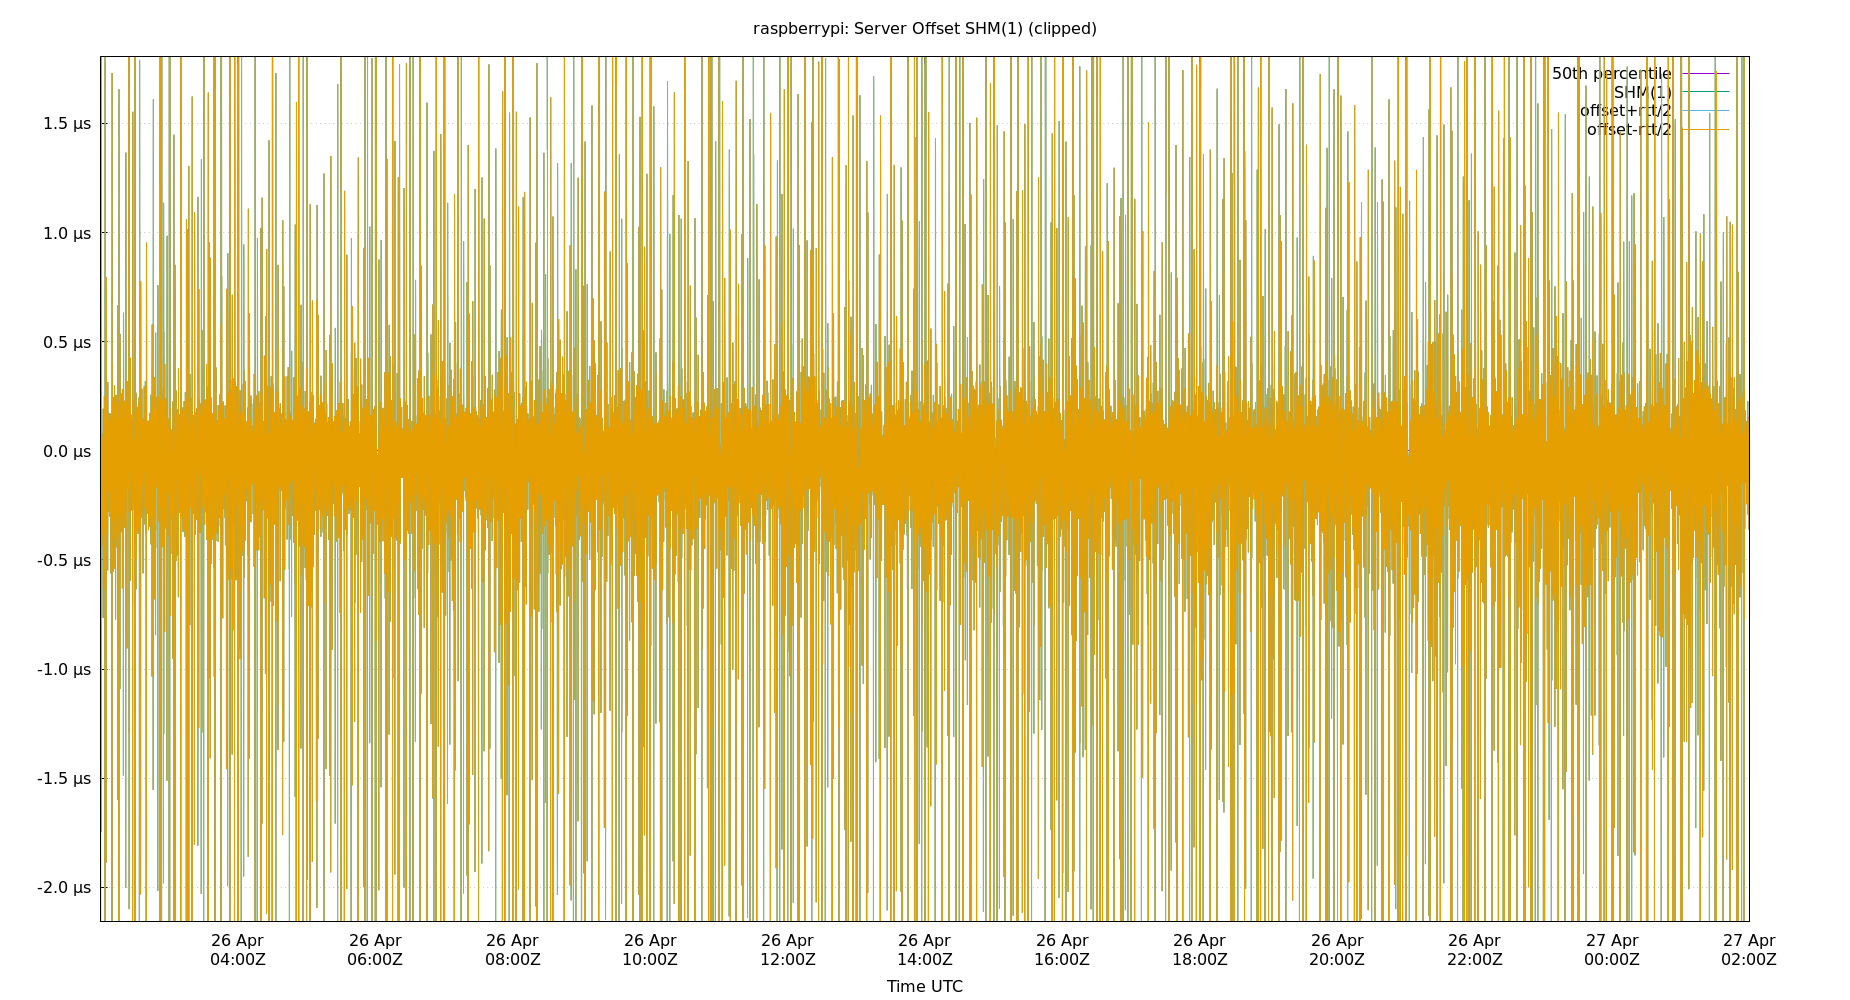 raspberrypi: Server Offset SHM(1) (clipped)
50th percentile
SHM(1)
offset+rtt/2
offset-rtt/2
1.5 µs
1.0 µs
0.5 µs
0.0 µs
-0.5 µs
-1.0 µs
-1.5 µs
-2.0 µs
26 Apr 26 Apr 26 Apr 26 Apr 26 Apr 26 Apr 26 Apr 26 Apr 26 Apr 26 Apr 27 Apr 27 Apr
04:00Z 06:00Z 08:00Z 10:00Z 12:00Z 14:00Z 16:00Z 18:00Z 20:00Z 22:00Z 00:00Z 02:00Z
Time UTC